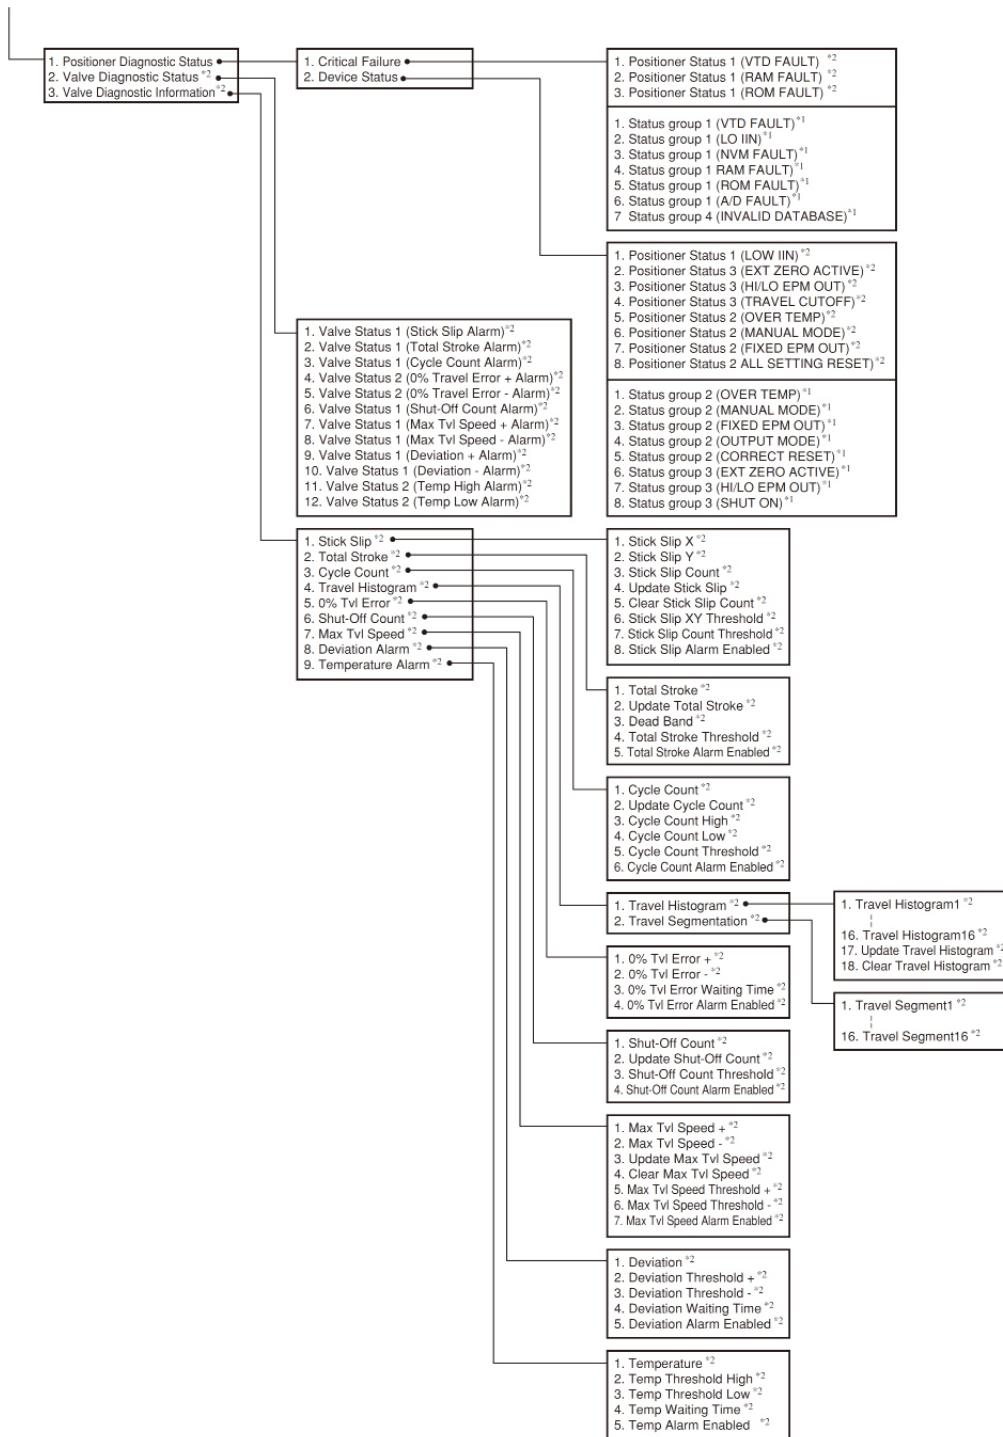 1. Positioner Diagnostic Status
2. Valve Diagnostic Status *2
3. Valve Diagnostic Information *2
1. Critical Failure
2. Device Status
1. Positioner Status 1 (VTD FAULT) *2
2. Positioner Status 1 (RAM FAULT) *2
3. Positioner Status 1 (ROM FAULT) *2
1. Status group 1 (VTD FAULT) *1
2. Status group 1 (LO IIN) *1
3. Status group 1 (NVM FAULT) *1
4. Status group 1 RAM FAULT) *1
5. Status group 1 (ROM FAULT) *1
6. Status group 1 (A/D FAULT) *1
7 Status group 4 (INVALID DATABASE) *1
1. Positioner Status 1 (LOW IIN) *2
2. Positioner Status 3 (EXT ZERO ACTIVE) *2
3. Positioner Status 3 (HI/LO EPM OUT) *2
4. Positioner Status 3 (TRAVEL CUTOFF) *2
5. Positioner Status 2 (OVER TEMP) *2
6. Positioner Status 2 (MANUAL MODE) *2
7. Positioner Status 2 (FIXED EPM OUT) *2
8. Positioner Status 2 ALL SETTING RESET) *2
1. Status group 2 (OVER TEMP) *1
2. Status group 2 (MANUAL MODE) *1
3. Status group 2 (FIXED EPM OUT) *1
4. Status group 2 (OUTPUT MODE) *1
5. Status group 2 (CORRECT RESET) *1
6. Status group 3 (EXT ZERO ACTIVE) *1
7. Status group 3 (HI/LO EPM OUT) *1
8. Status group 3 (SHUT ON) *1
1. Valve Status 1 (Stick Slip Alarm) *2
2. Valve Status 1 (Total Stroke Alarm) *2
3. Valve Status 1 (Cycle Count Alarm) *2
4. Valve Status 2 (0% Travel Error + Alarm) *2
5. Valve Status 2 (0% Travel Error - Alarm) *2
6. Valve Status 1 (Shut-Off Count Alarm) *2
7. Valve Status 1 (Max Tvl Speed + Alarm) *2
8. Valve Status 1 (Max Tvl Speed - Alarm) *2
9. Valve Status 1 (Deviation + Alarm) *2
10. Valve Status 1 (Deviation - Alarm) *2
11. Valve Status 2 (Temp High Alarm) *2
12. Valve Status 2 (Temp Low Alarm) *2
1. Stick Slip *2
2. Total Stroke *2
3. Cycle Count *2
4. Travel Histogram *2
5. 0% Tvl Error *2
6. Shut-Off Count *2
7. Max Tvl Speed *2
8. Deviation Alarm *2
9. Temperature Alarm *2
1. Stick Slip X *2
2. Stick Slip Y *2
3. Stick Slip Count *2
4. Update Stick Slip *2
5. Clear Stick Slip Count *2
6. Stick Slip XY Threshold *2
7. Stick Slip Count Threshold *2
8. Stick Slip Alarm Enabled *2
1. Total Stroke *2
2. Update Total Stroke *2
3. Dead Band *2
4. Total Stroke Threshold *2
5. Total Stroke Alarm Enabled *2
1. Cycle Count *2
2. Update Cycle Count *2
3. Cycle Count High *2
4. Cycle Count Low *2
5. Cycle Count Threshold *2
6. Cycle Count Alarm Enabled *2
1. Travel Histogram *2
2. Travel Segmentation *2
1. Travel Histogram1 *2
16. Travel Histogram16 *2
17. Update Travel Histogram *2
18. Clear Travel Histogram *2
1. Travel Segment1 *2
16. Travel Segment16 *2
1. 0% Tvl Error + *2
2. 0% Tvl Error - *2
3. 0% Tvl Error Waiting Time *2
4. 0% Tvl Error Alarm Enabled *2
1. Shut-Off Count *2
2. Update Shut-Off Count *2
3. Shut-Off Count Threshold *2
4. Shut-Off Count Alarm Enabled *2
1. Max Tvl Speed + *2
2. Max Tvl Speed - *2
3. Update Max Tvl Speed *2
4. Clear Max Tvl Speed *2
5. Max Tvl Speed Threshold + *2
6. Max Tvl Speed Threshold - *2
7. Max Tvl Speed Alarm Enabled *2
1. Deviation *2
2. Deviation Threshold + *2
3. Deviation Threshold - *2
4. Deviation Waiting Time *2
5. Deviation Alarm Enabled *2
1. Temperature *2
2. Temp Threshold High *2
3. Temp Threshold Low *2
4. Temp Waiting Time *2
5. Temp Alarm Enabled *2